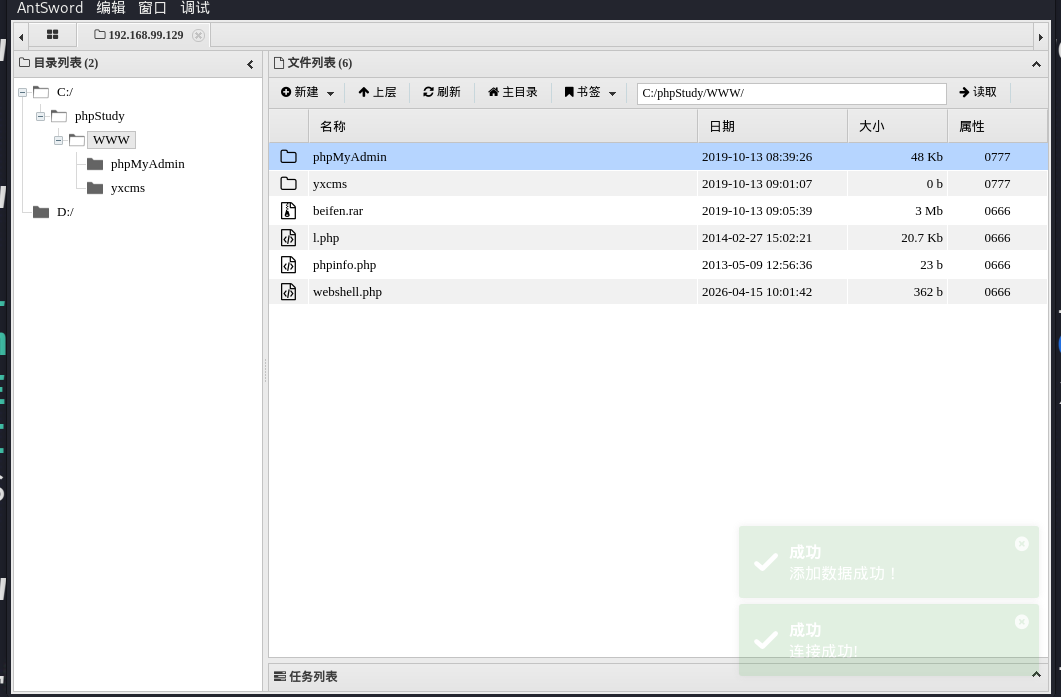 AntSword 编辑 窗口 调试
192.168.99.129
目录列表 (2)
C:/
phpStudy
WWW
phpMyAdmin
yxcms
D:/
文件列表 (6)
新建 上层 刷新 主目录 书签 C:/phpStudy/WWW/ 读取
名称 日期 大小 属性
phpMyAdmin 2019-10-13 08:39:26 48 Kb 0777
yxcms 2019-10-13 09:01:07 0 b 0777
beifen.rar 2019-10-13 09:05:39 3 Mb 0666
l.php 2014-02-27 15:02:21 20.7 Kb 0666
phpinfo.php 2013-05-09 12:56:36 23 b 0666
webshell.php 2026-04-15 10:01:42 362 b 0666
成功
添加数据成功！
成功
连接成功!
任务列表